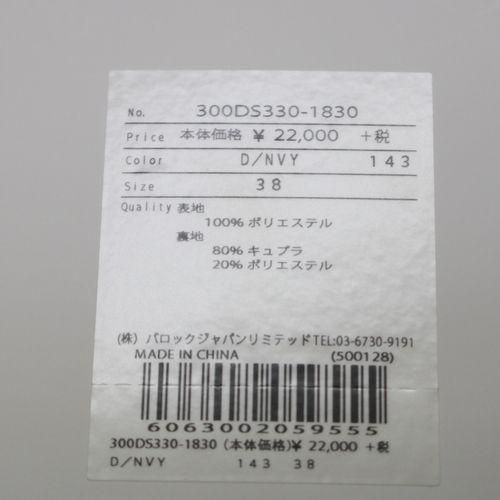 No. 300DS330-1830
Price 本体価格 ¥ 22,000 +税
Color D/NVY 143
Size 38
Quality 表地
100% ポリエステル
裏地
80% キュプラ
20% ポリエステル
(株) バロックジャパンリミテッドTEL:03-6730-9191
MADE IN CHINA (500128)
6063002059555
300DS330-1830 (本体価格)¥ 22,000 +税
D/NVY 143 38